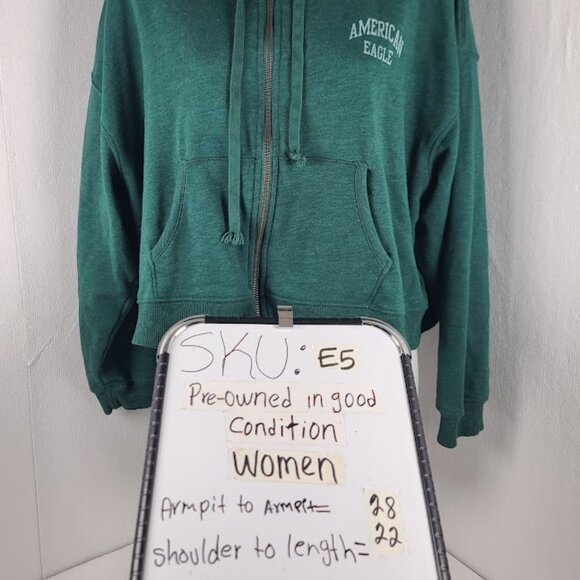 AMERICAN
EAGLE
SKU: E5
Pre-owned in good
Condition
Women
Armpit to Armpit= 28
shoulder to length= 22